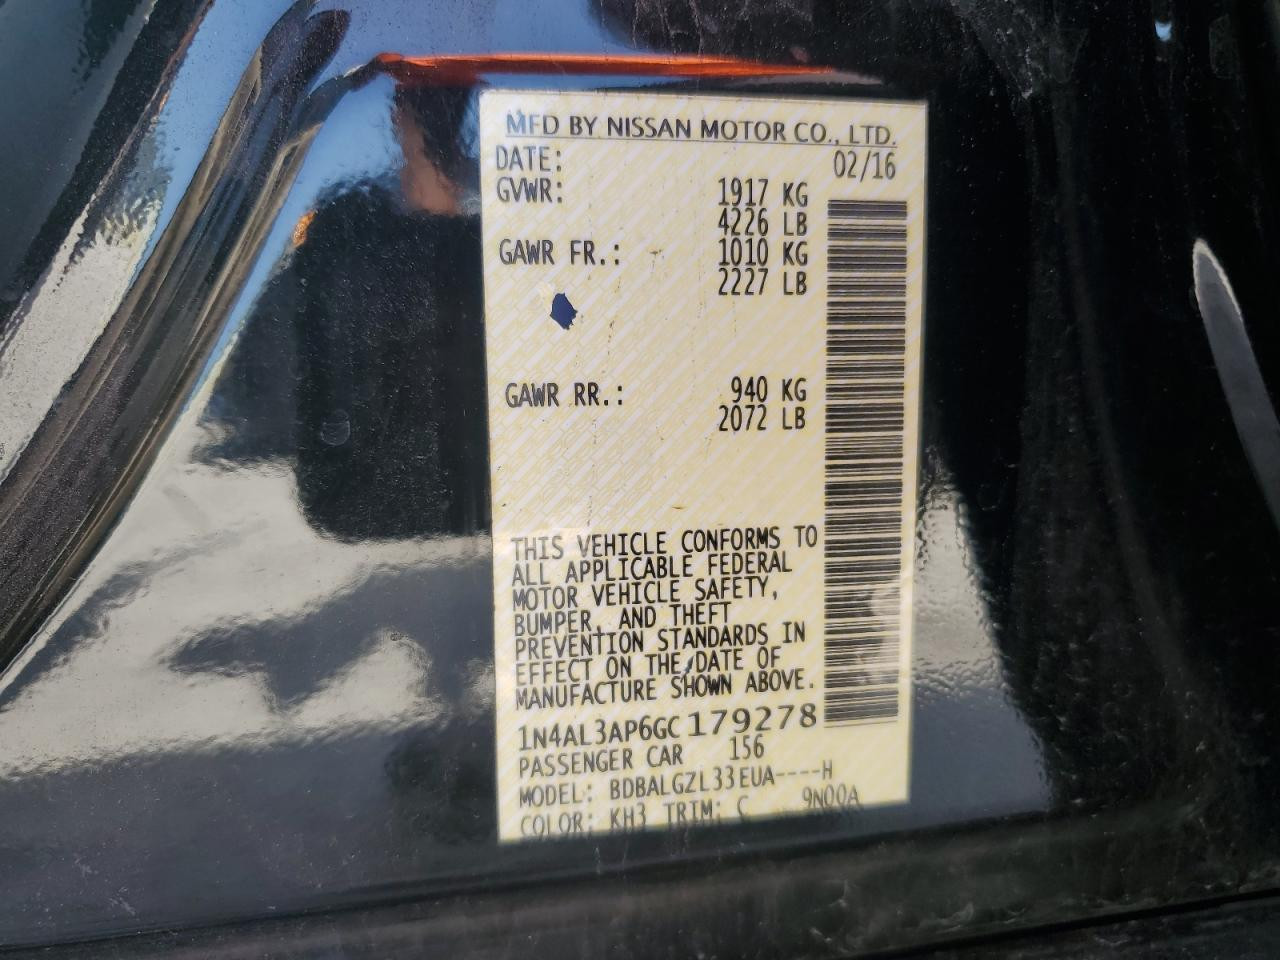 MFD BY NISSAN MOTOR CO., LTD.
DATE: 02/16
GVWR: 1917 KG
4226 LB
GAWR FR.: 1010 KG
2227 LB
GAWR RR.: 940 KG
2072 LB
THIS VEHICLE CONFORMS TO
ALL APPLICABLE FEDERAL
MOTOR VEHICLE SAFETY,
BUMPER, AND THEFT
PREVENTION STANDARDS IN
EFFECT ON THE DATE OF
MANUFACTURE SHOWN ABOVE.
1N4AL3AP6GC179278
PASSENGER CAR 156
MODEL: BDBALGZL33EUA----H
COLOR: KH3 TRIM: C 9N00A